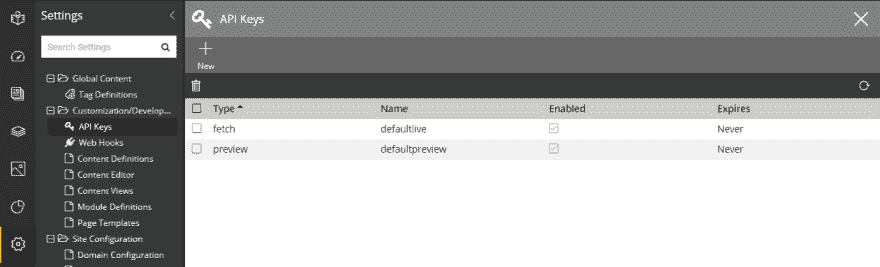 Settings
Search Settings
Global Content
Tag Definitions
Customization/Develop...
API Keys
Web Hooks
Content Definitions
Content Editor
Content Views
Module Definitions
Page Templates
Site Configuration
Domain Configuration
API Keys
New
Type Name Enabled Expires
fetch defaultlive Never
preview defaultpreview Never